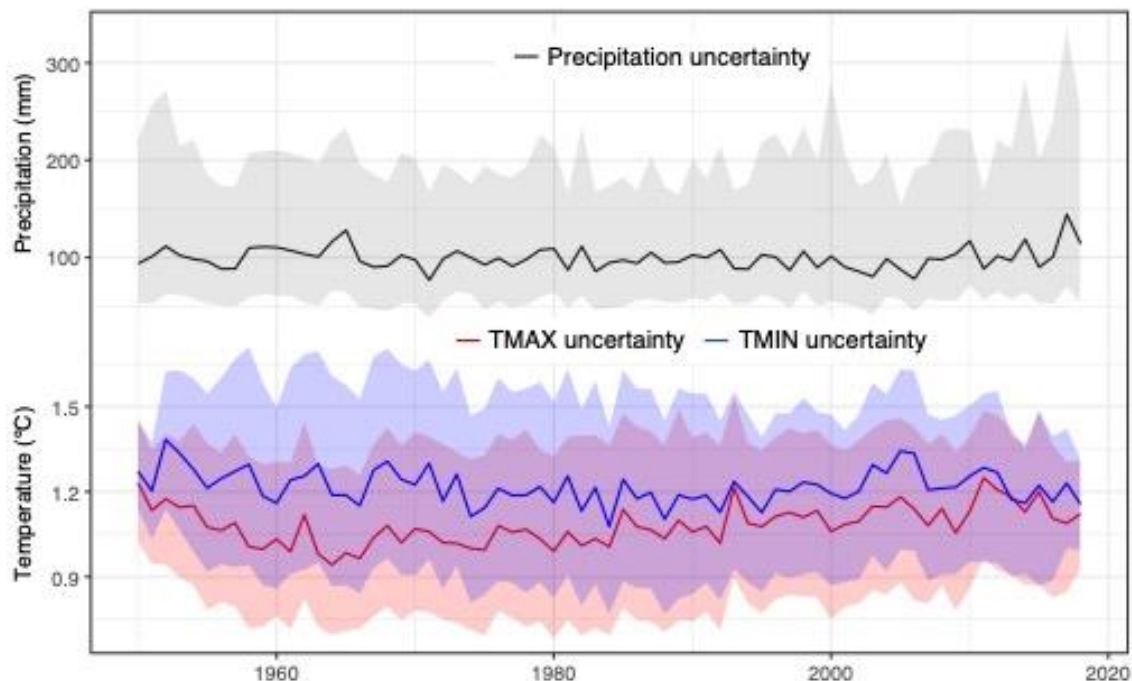 Precipitation (mm)
300
200
100
Precipitation uncertainty
TMAX uncertainty TMIN uncertainty
Temperature (°C)
1.5
1.2
0.9
1960 1980 2000 2020